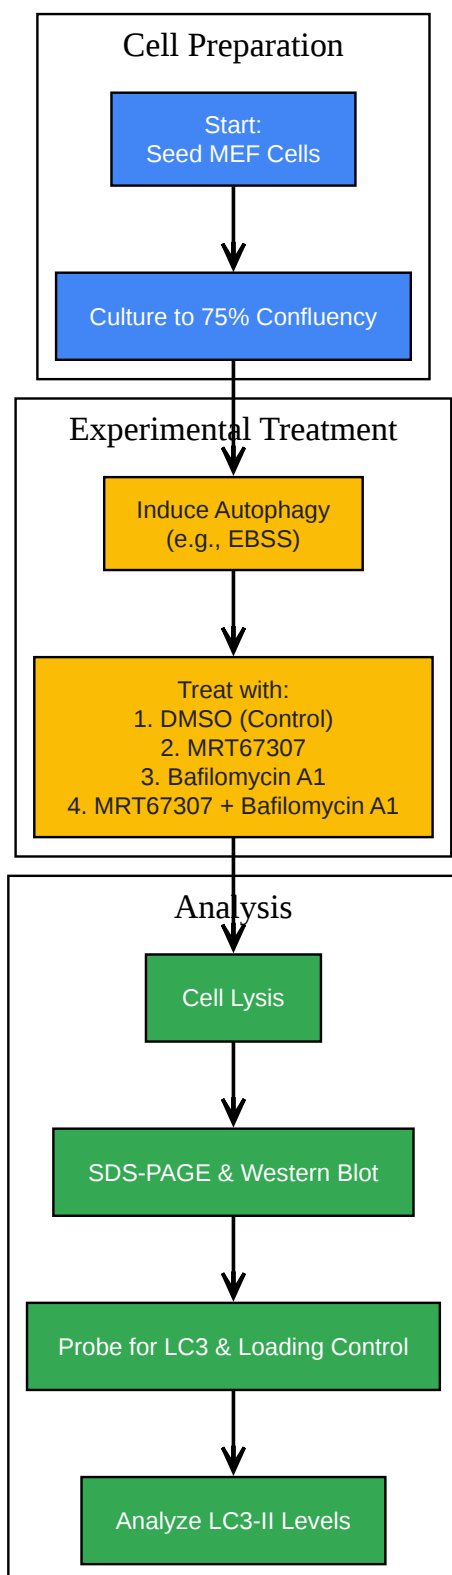 Cell Preparation
Start:
Seed MEF Cells
Culture to 75% Confluency
Experimental Treatment
Induce Autophagy
(e.g., EBSS)
Treat with:
1. DMSO (Control)
2. MRT67307
3. Bafilomycin A1
4. MRT67307 + Bafilomycin A1
Analysis
Cell Lysis
SDS-PAGE & Western Blot
Probe for LC3 & Loading Control
Analyze LC3-II Levels